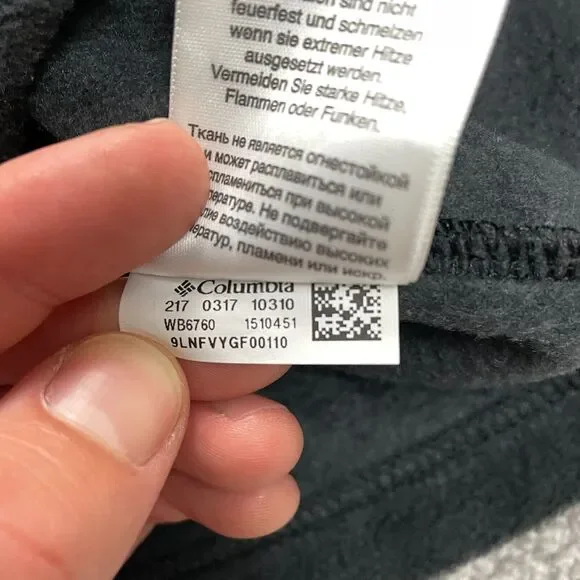 sind nicht
feuerfest und schmelzen
wenn sie extremer Hitze
ausgesetzt werden.
Vermeiden Sie starke Hitze,
Flammen oder Funken.
Ткань не является огнестойкой
и может расплавиться или
при высокой
Не подвергайте
воздействию высоких
пламени или искр.
Columbia
217 0317 10310
WB6760 1510451
9LNFVYGF00110